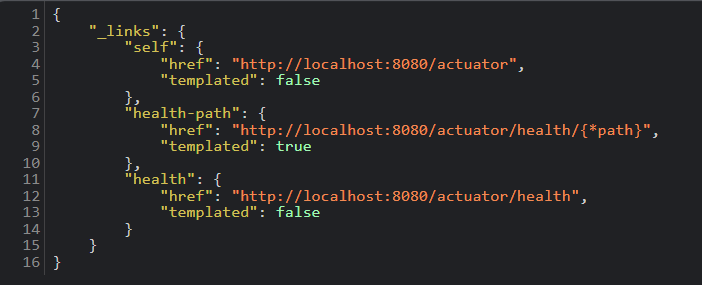 1 {
2     "_links": {
3         "self": {
4             "href": "http://localhost:8080/actuator",
5             "templated": false
6         },
7         "health-path": {
8             "href": "http://localhost:8080/actuator/health/{*path}",
9             "templated": true
10         },
11         "health": {
12             "href": "http://localhost:8080/actuator/health",
13             "templated": false
14         }
15     }
16 }